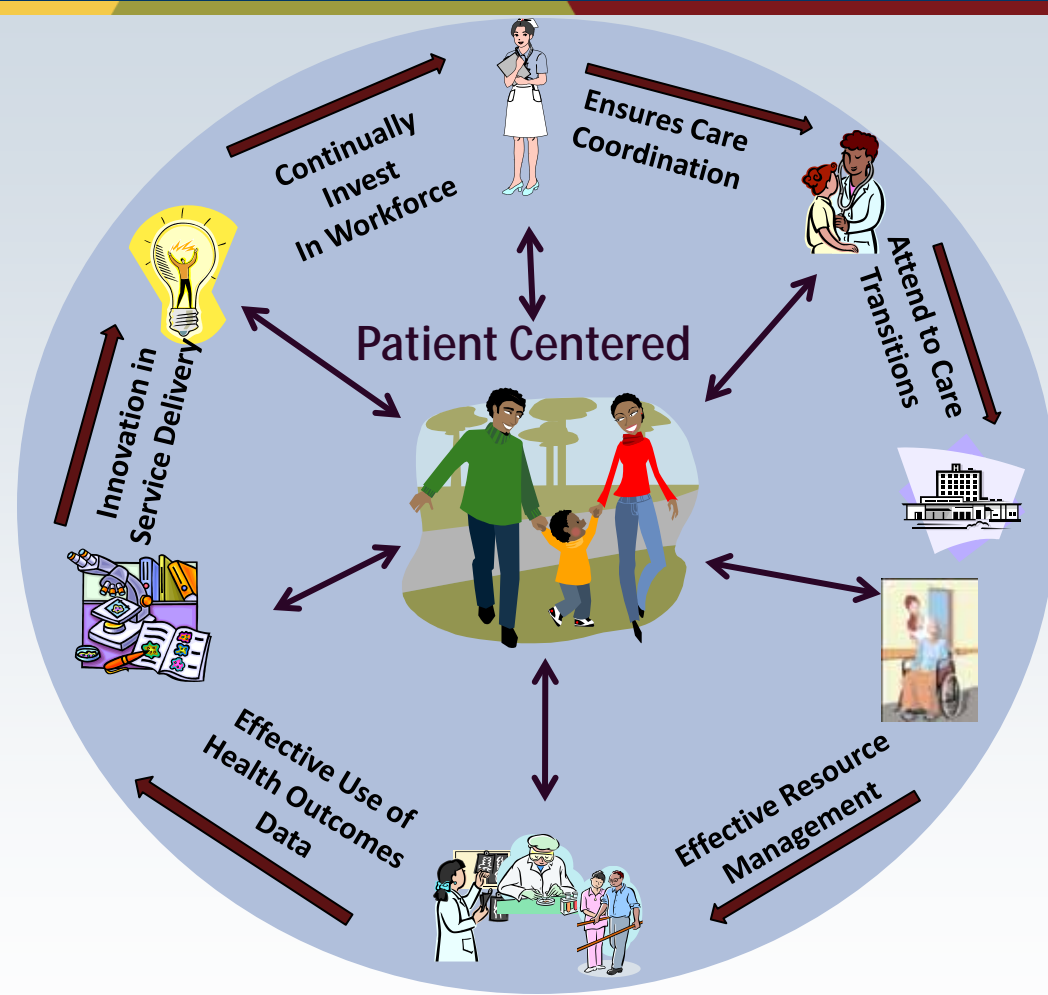 Continually
Invest
In Workforce
Ensures Care
Coordination
Attend to Care
Transitions
Patient Centered
Innovation in
Service Delivery
Effective Use of
Health Outcomes
Data
Effective Resource
Management